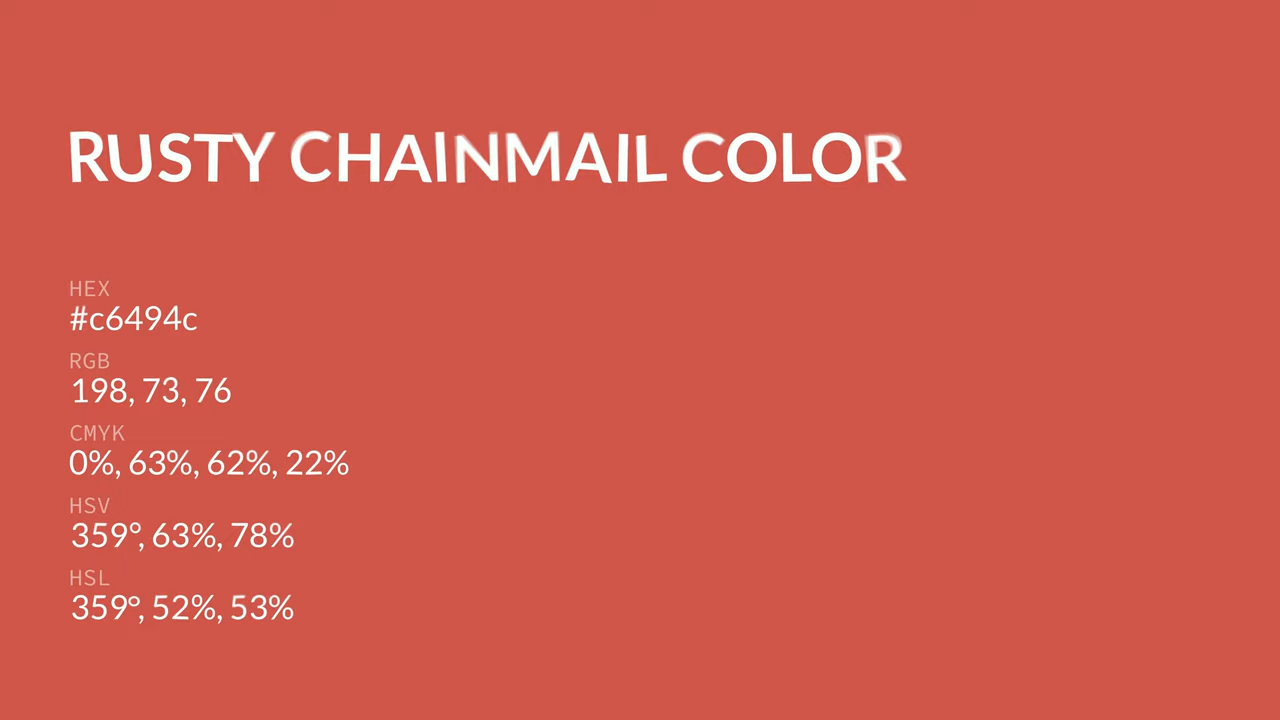 RUSTY CHAINMAIL COLOR
HEX
#c6494c
RGB
198, 73, 76
CMYK
0%, 63%, 62%, 22%
HSV
359°, 63%, 78%
HSL
359°, 52%, 53%